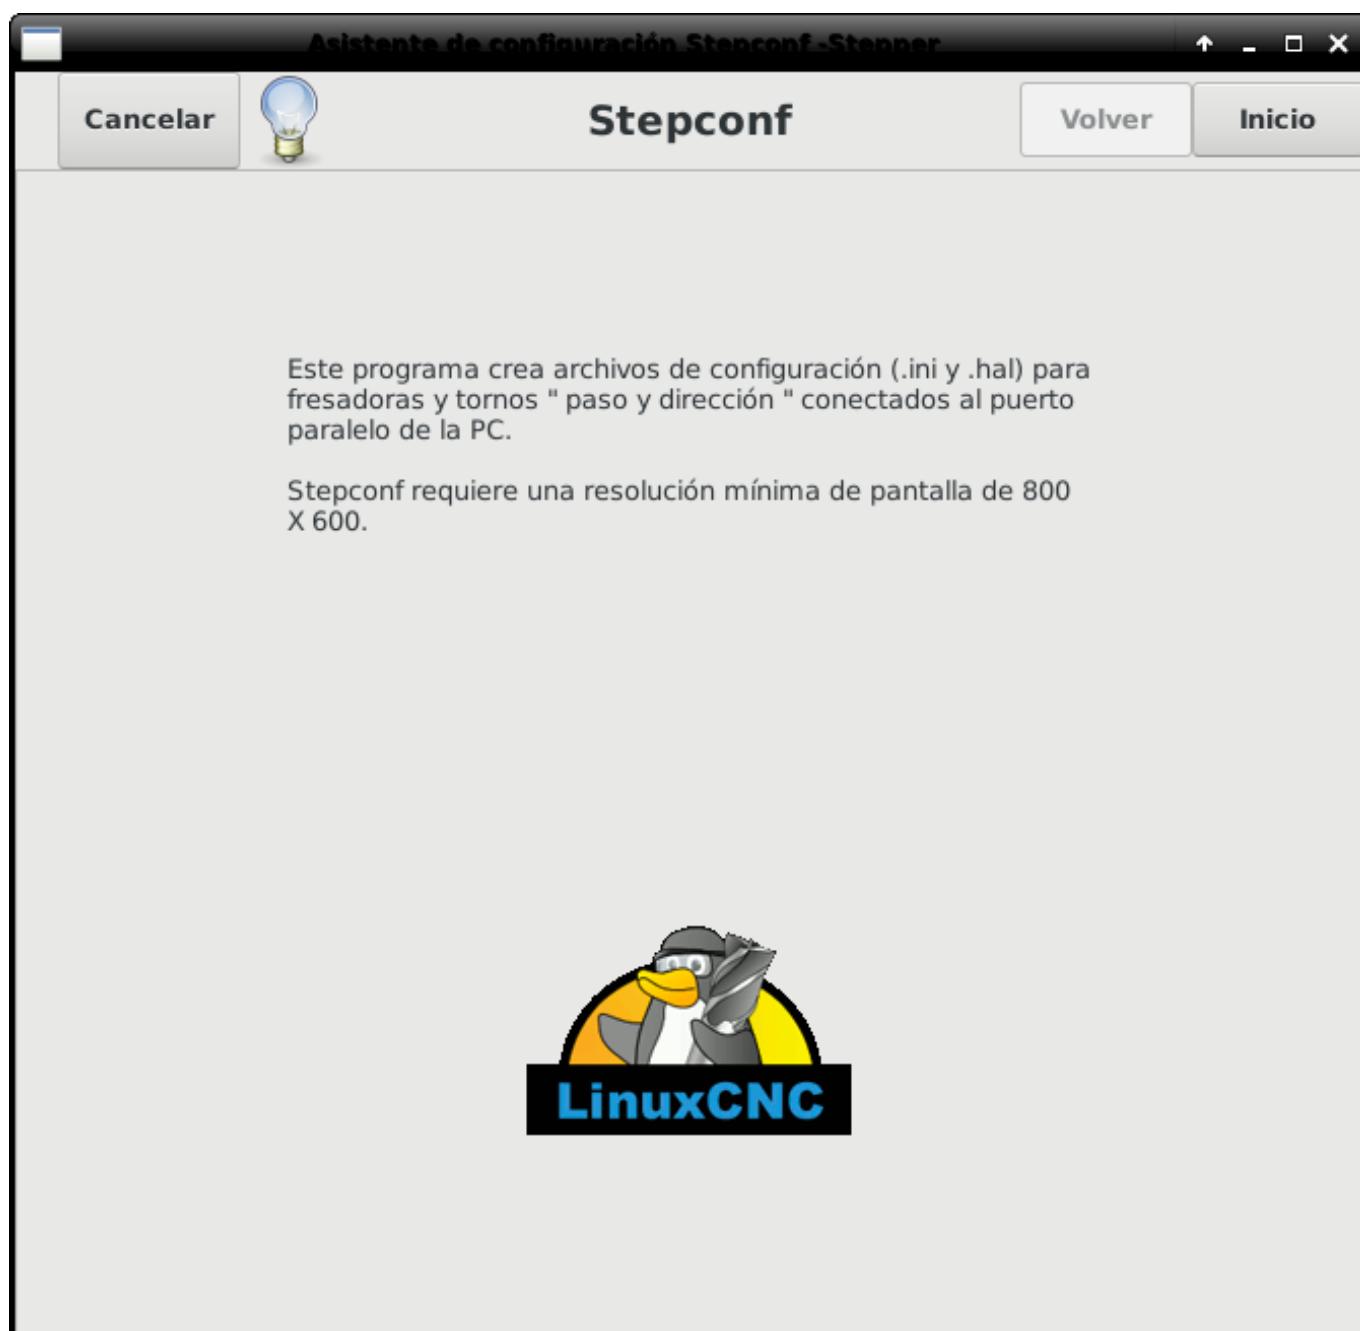 Asistente de configuración Stepconf -Stepper
Cancelar
Stepconf
Volver
Inicio
Este programa crea archivos de configuración (.ini y .hal) para
fresadoras y tornos " paso y dirección " conectados al puerto
paralelo de la PC.
Stepconf requiere una resolución mínima de pantalla de 800
X 600.
LinuxCNC